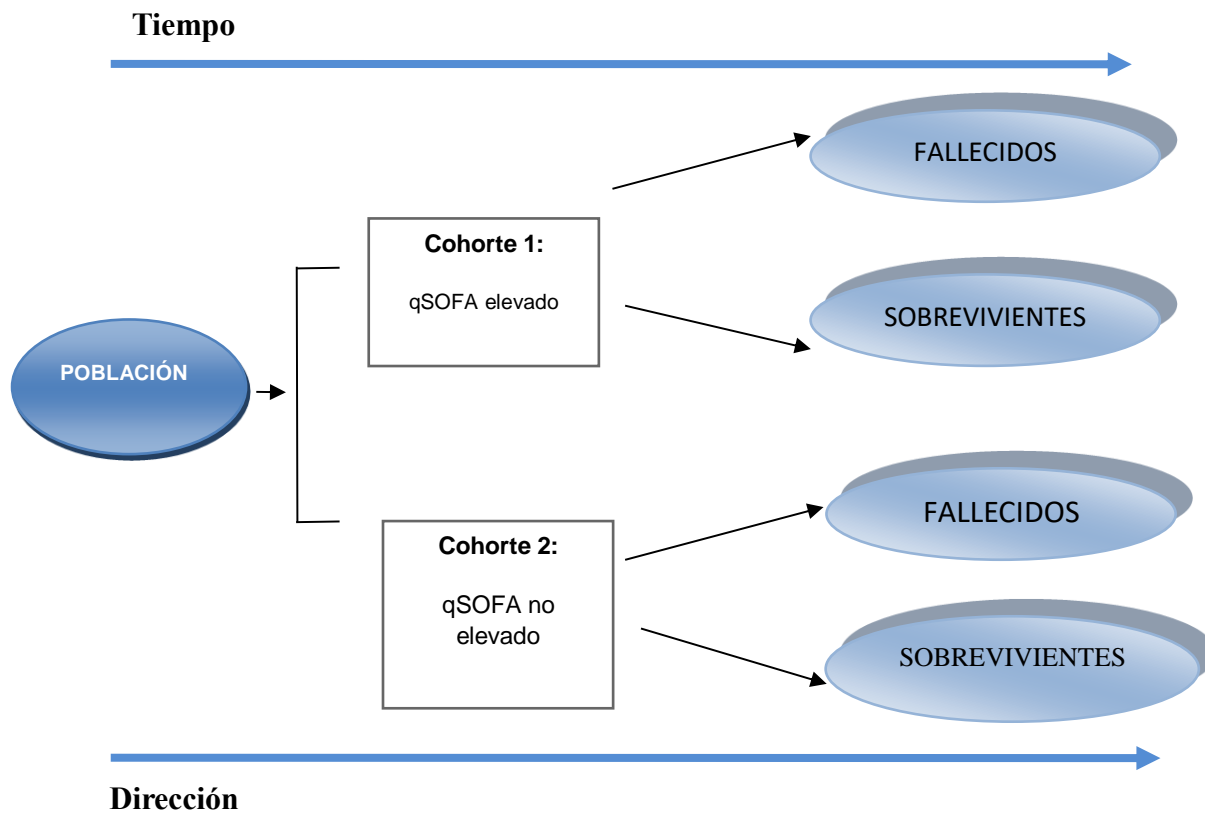 Tiempo
FALLECIDOS
Cohorte 1:
qSOFA elevado
SOBREVIVIENTES
POBLACIÓN
FALLECIDOS
Cohorte 2:
qSOFA no
elevado
SOBREVIVIENTES
Dirección